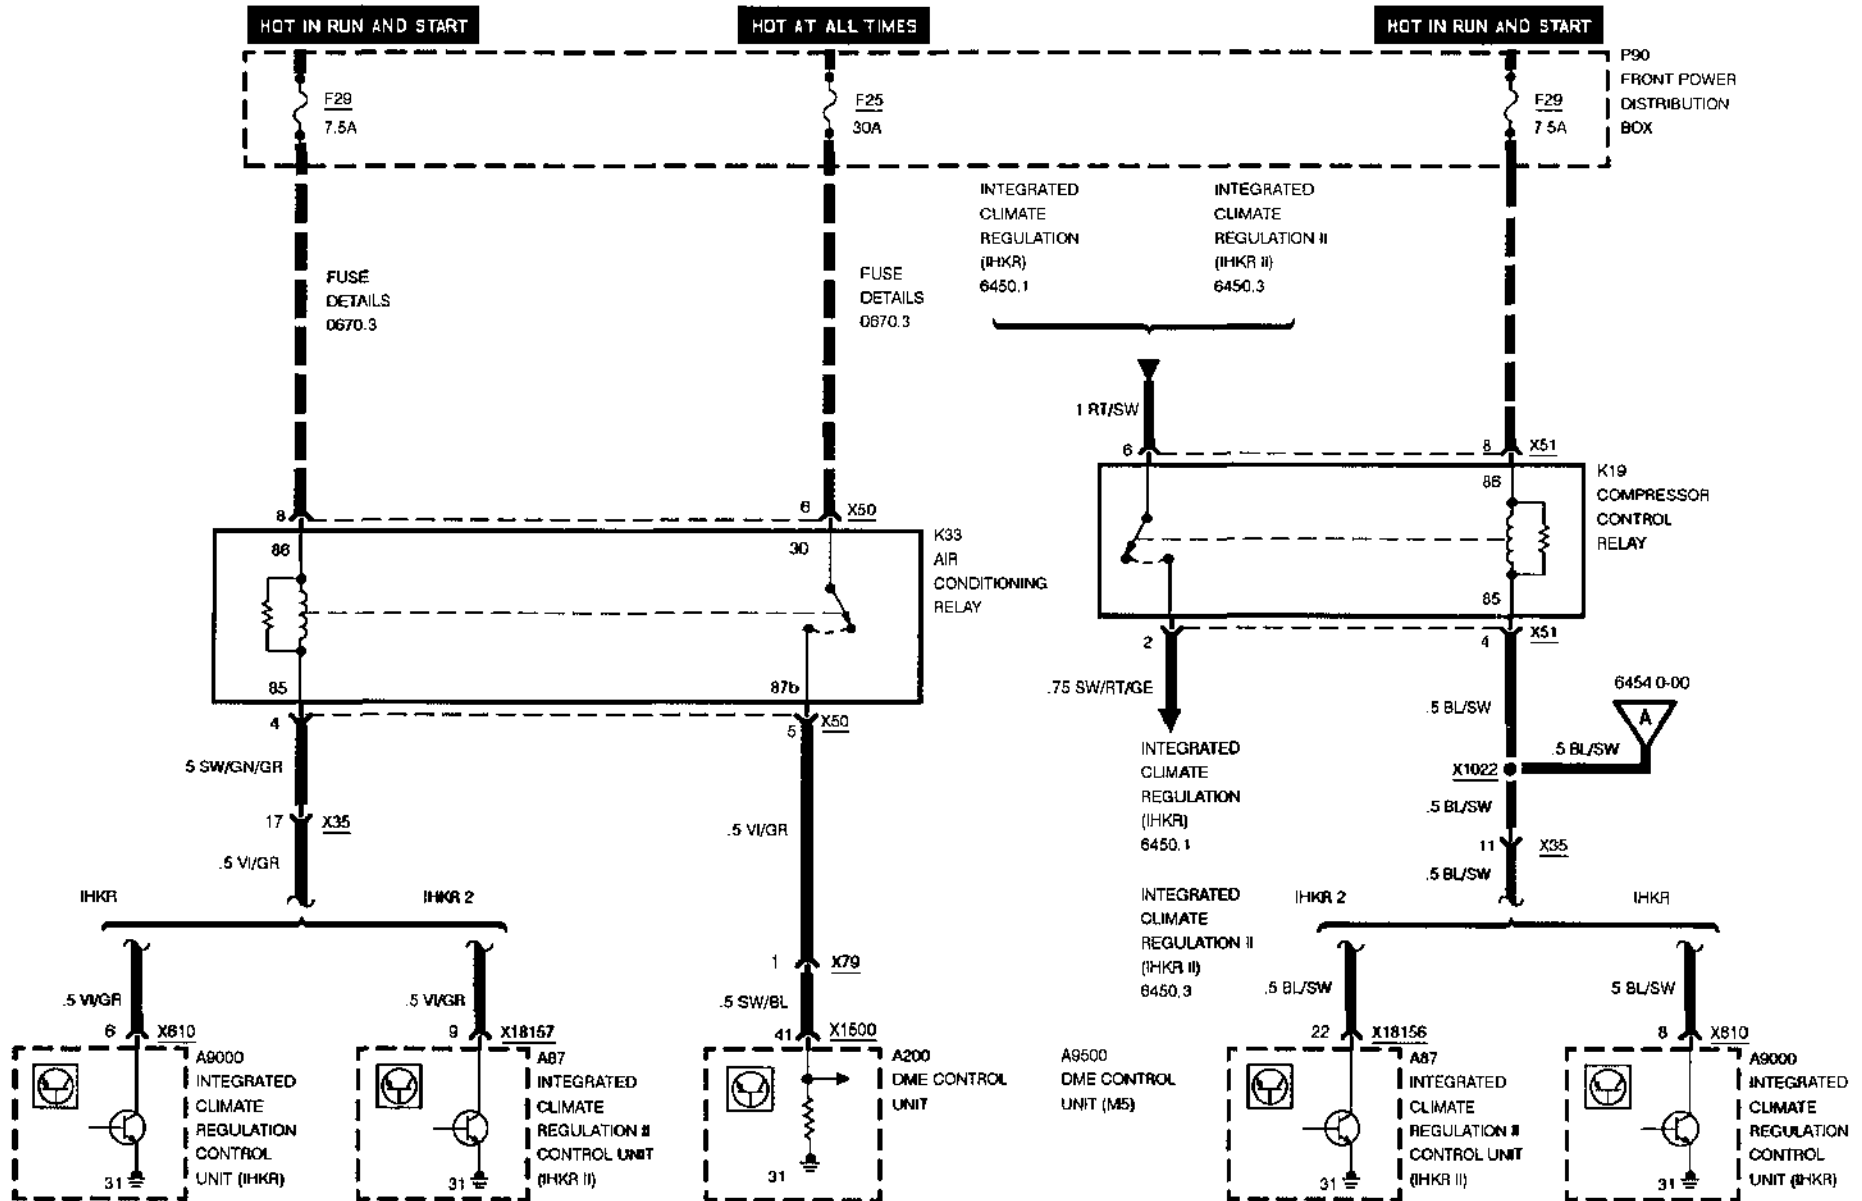 HOT IN RUN AND START
HOT AT ALL TIMES
HOT IN RUN AND START
P90
FRONT POWER
DISTRIBUTION
BOX
F29
7.5A
F25
30A
F29
7 5A
INTEGRATED
CLIMATE
REGULATION
(IHKR)
6450.1
INTEGRATED
CLIMATE
REGULATION II
(IHKR II)
6450.3
FUSE
DETAILS
0670.3
FUSE
DETAILS
0670.3
1 RT/SW
6
8
X51
K19
COMPRESSOR
CONTROL
RELAY
86
85
8
6
X50
K33
AIR
CONDITIONING
RELAY
86
30
85
87b
4
5
X50
2
4
X51
.75 SW/RT/GE
.5 BL/SW
6454 0-00
A
.5 BL/SW
X1022
.5 BL/SW
5 SW/GN/GR
17
X35
.5 VI/GR
.5 VI/GR
INTEGRATED
CLIMATE
REGULATION
(IHKR)
6450.1
11
X35
.5 BL/SW
IHKR
IHKR 2
INTEGRATED
CLIMATE
REGULATION II
(IHKR II)
6450.3
IHKR 2
IHKR
1
X79
.5 VI/GR
.5 VI/GR
.5 SW/BL
.5 BL/SW
5 BL/SW
6
X610
9
X18157
41
X1500
22
X18156
8
X610
A9000
INTEGRATED
CLIMATE
REGULATION
CONTROL
UNIT (IHKR)
31
A87
INTEGRATED
CLIMATE
REGULATION II
CONTROL UNIT
(IHKR II)
31
A200
DME CONTROL
UNIT
31
A9500
DME CONTROL
UNIT (M5)
A87
INTEGRATED
CLIMATE
REGULATION II
CONTROL UNIT
(IHKR II)
31
A9000
INTEGRATED
CLIMATE
REGULATION
CONTROL
UNIT (IHKR)
31